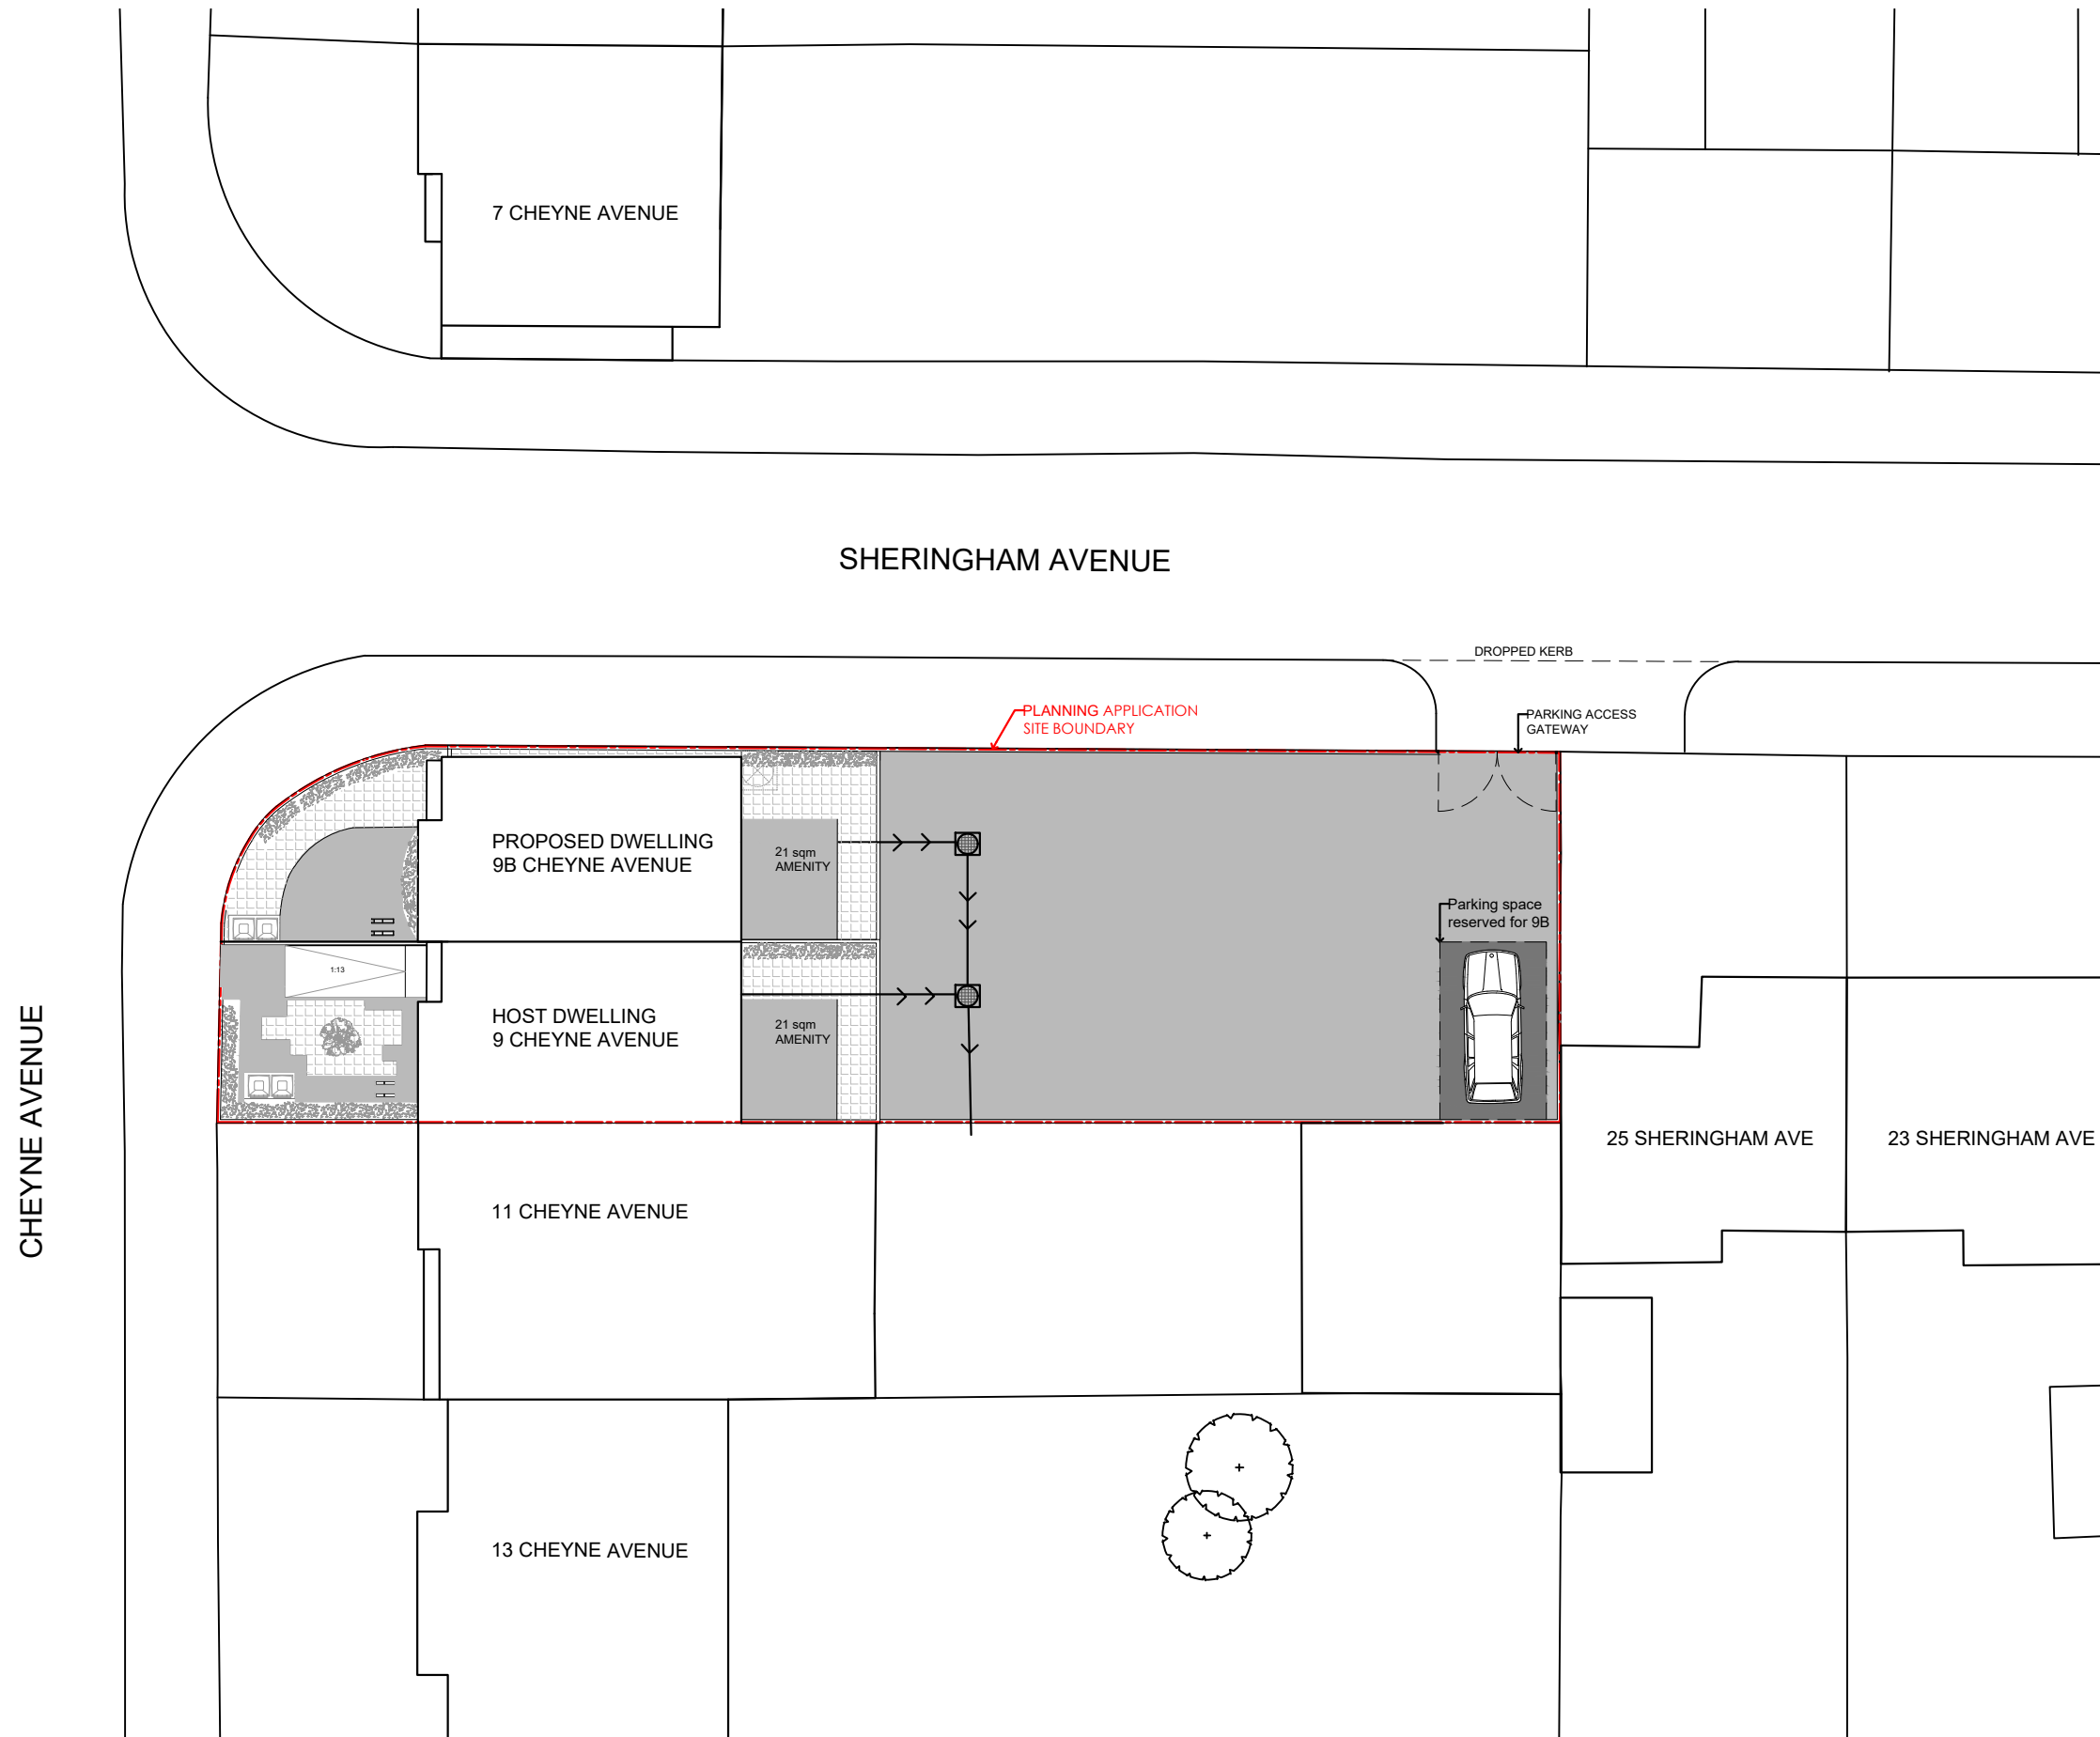 7 CHEYNE AVENUE
SHERINGHAM AVENUE
DROPPED KERB
PLANNING APPLICATION
SITE BOUNDARY
PARKING ACCESS
GATEWAY
PROPOSED DWELLING
9B CHEYNE AVENUE
21 sqm
AMENITY
Parking space
reserved for 9B
1:13
HOST DWELLING
9 CHEYNE AVENUE
21 sqm
AMENITY
CHEYNE AVENUE
25 SHERINGHAM AVE
23 SHERINGHAM AVE
11 CHEYNE AVENUE
13 CHEYNE AVENUE